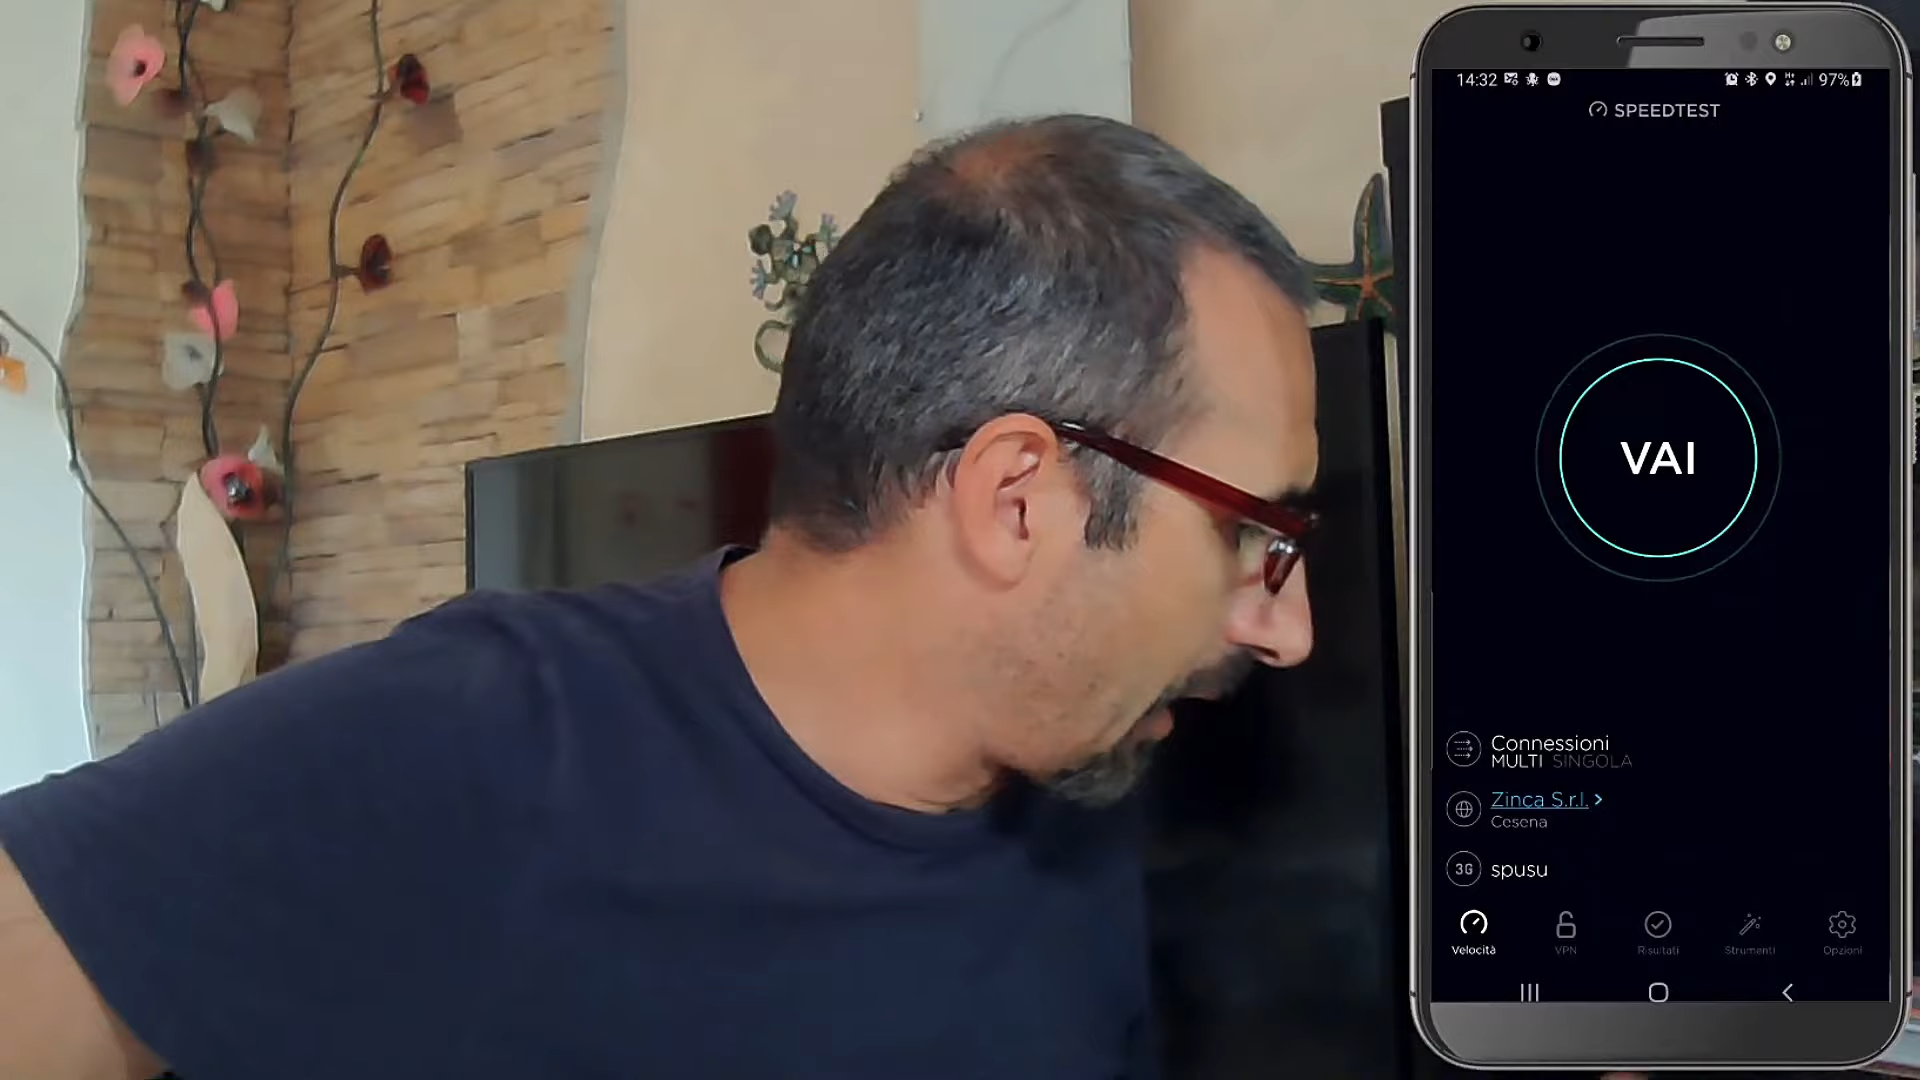 14:32
97%
SPEEDTEST
VAI
Connessioni
MULTI SINGOLA
Zinca S.r.l. >
Cesena
3G spusu
Velocità VPN Risultati Strumenti Opzioni